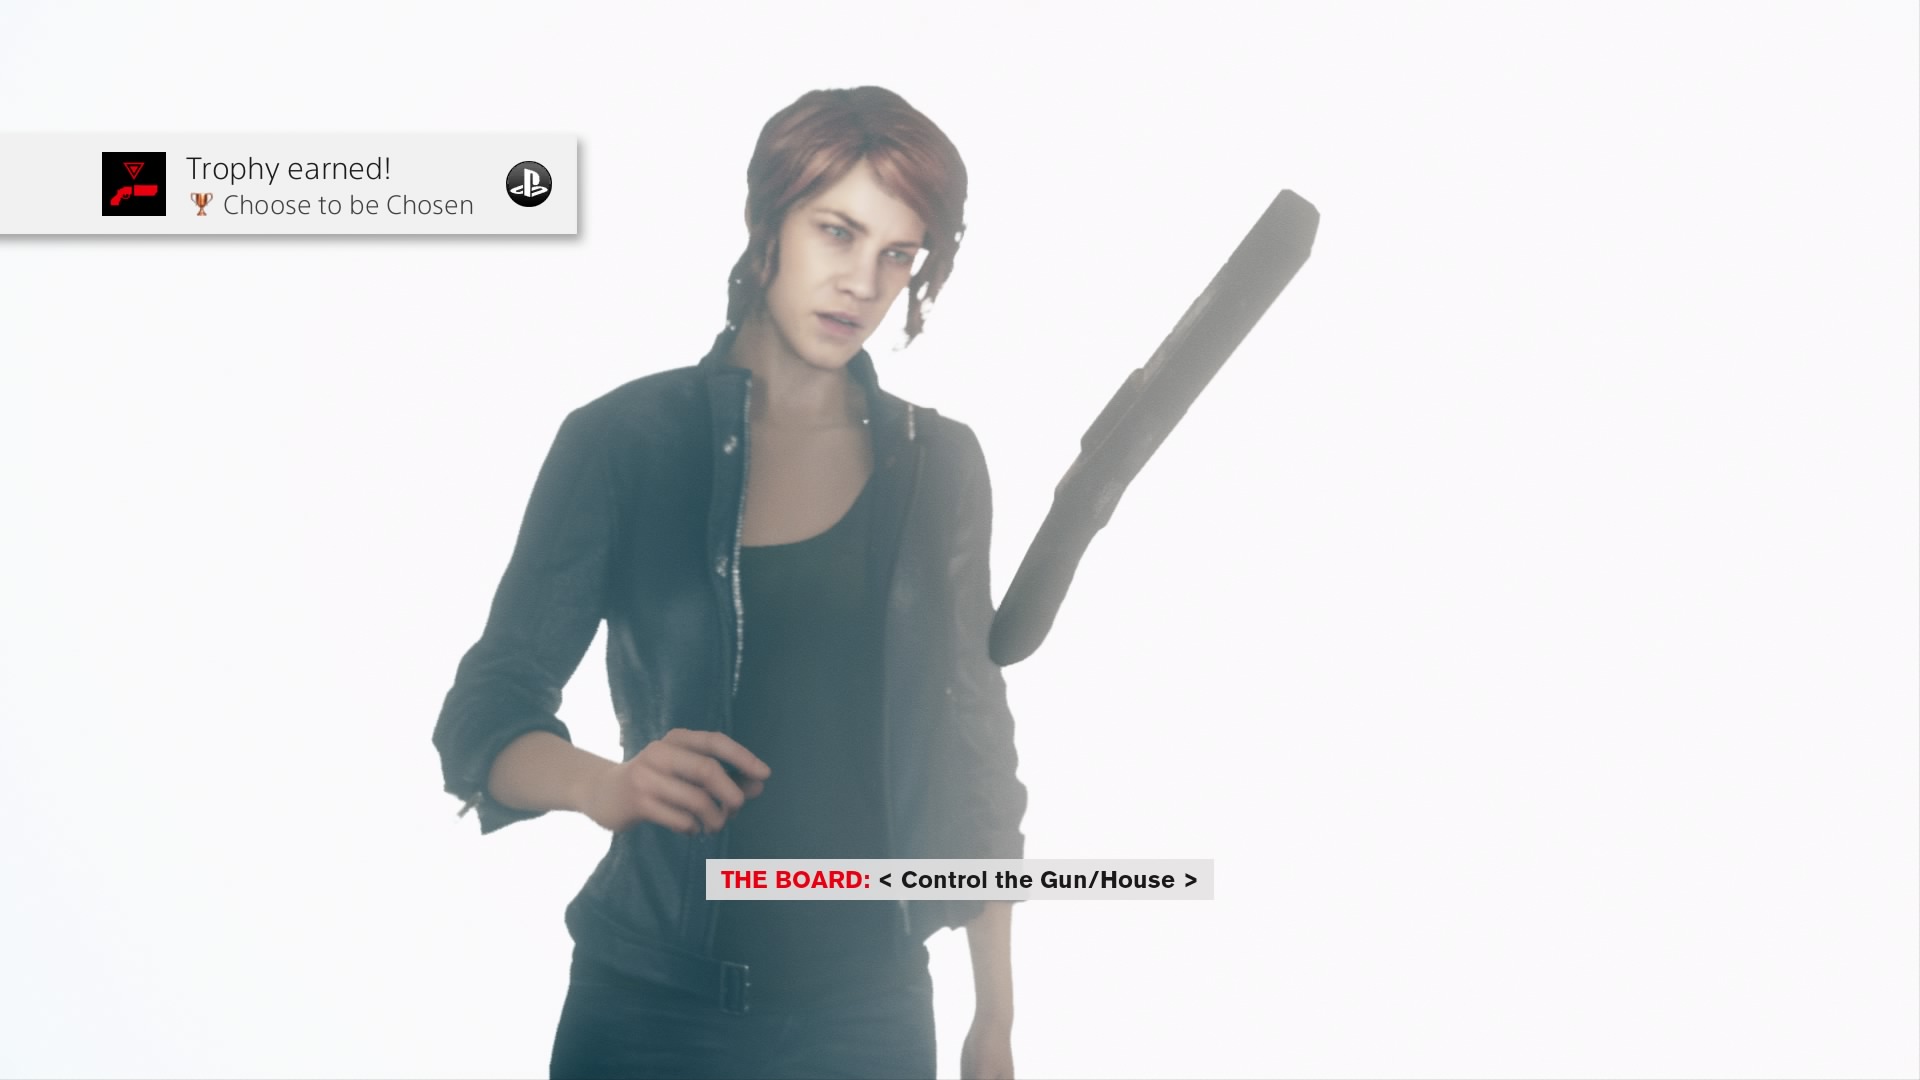 Trophy earned!
Choose to be Chosen
THE BOARD: < Control the Gun/House >